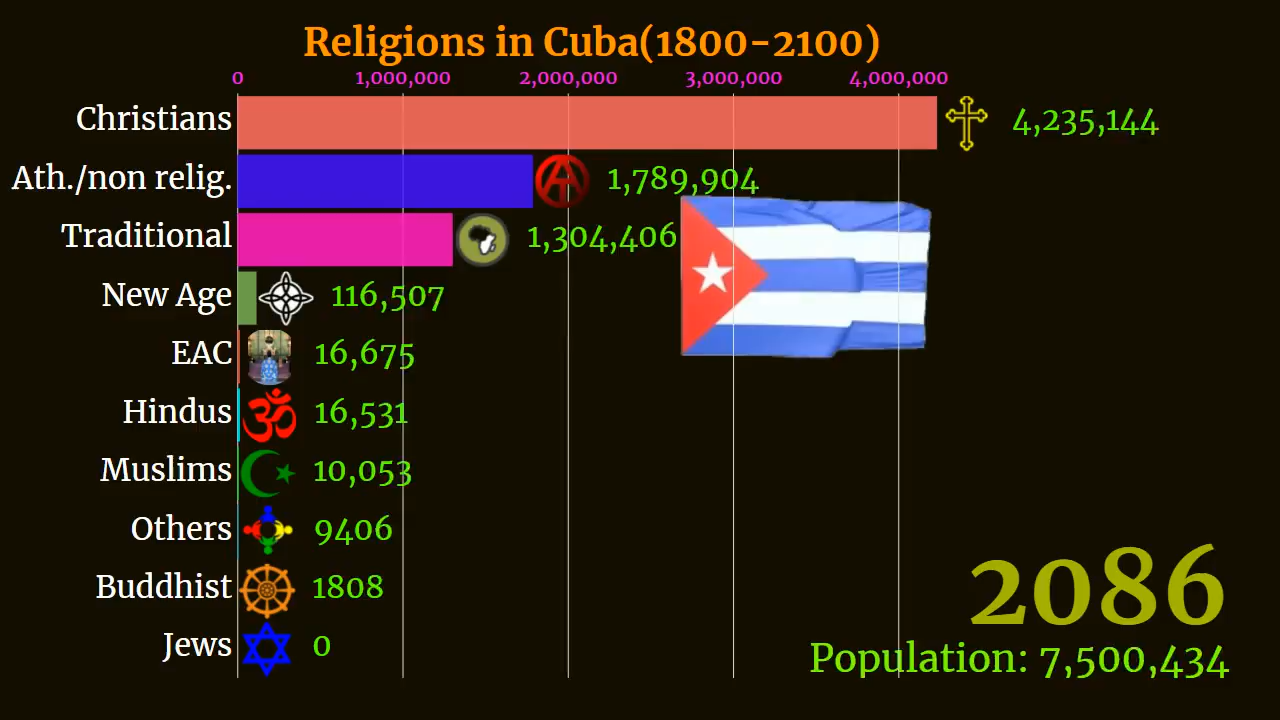 Religions in Cuba(1800-2100)
0 1,000,000 2,000,000 3,000,000 4,000,000
Christians 4,235,144
Ath./non relig. 1,789,904
Traditional 1,304,406
New Age 116,507
EAC 16,675
Hindus 16,531
Muslims 10,053
Others 9406
Buddhist 1808
Jews 0
2086
Population: 7,500,434